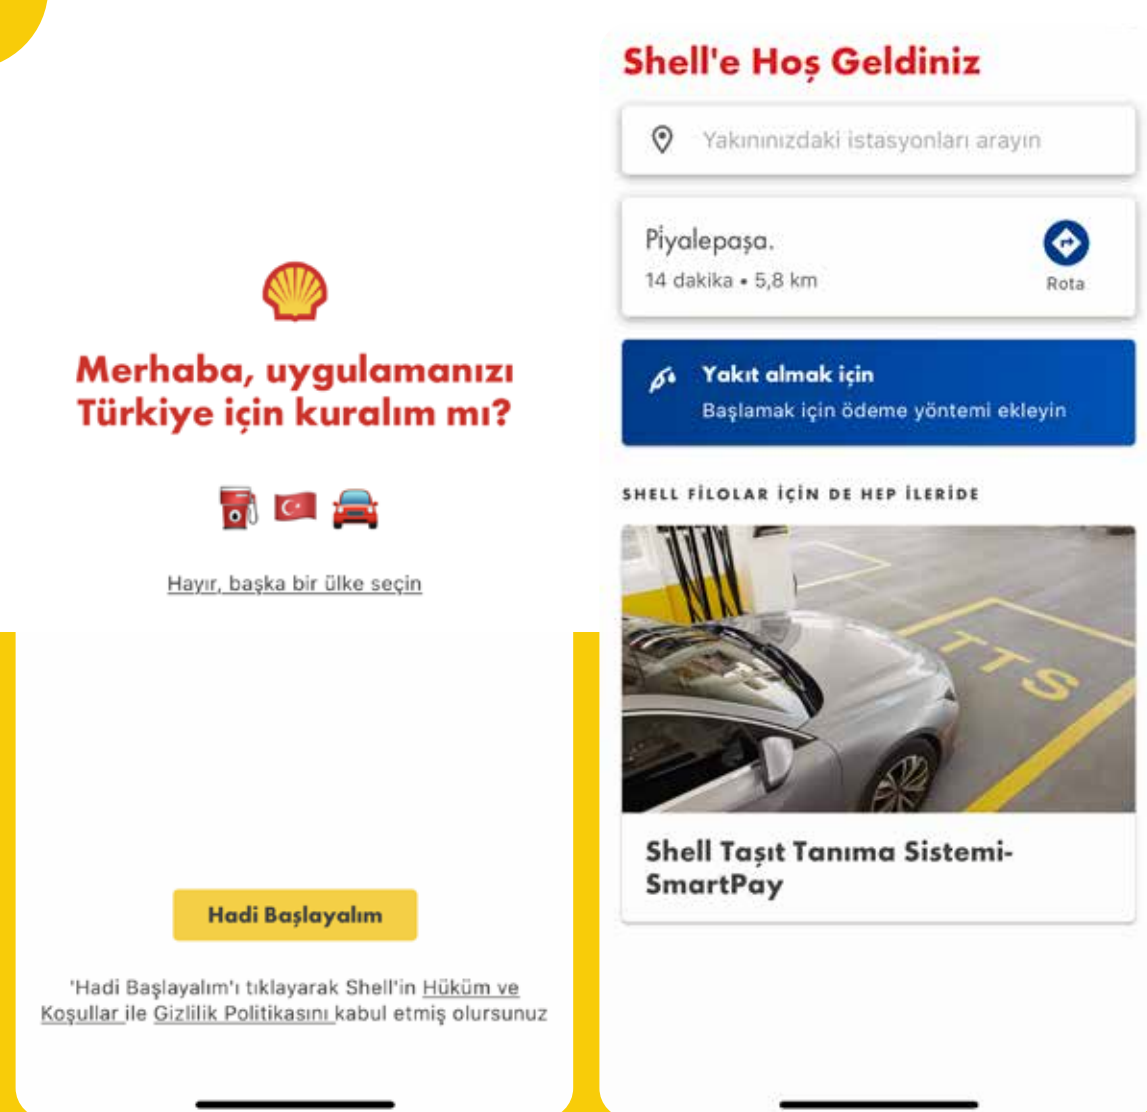 Merhaba, uygulamanızı
Türkiye için kuralım mı?
Hayır, başka bir ülke seçin
Hadi Başlayalım
'Hadi Başlayalım'ı tıklayarak Shell'in Hüküm ve
Koşullar ile Gizlilik Politikasını kabul etmiş olursunuz
Shell'e Hoş Geldiniz
Yakınınızdaki istasyonları arayın
Piyalepaşa.
14 dakika • 5,8 km
Rota
Yakıt almak için
Başlamak için ödeme yöntemi ekleyin
SHELL FİLOLAR İÇİN DE HEP İLERİDE
TTS
Shell Taşıt Tanıma Sistemi-
SmartPay